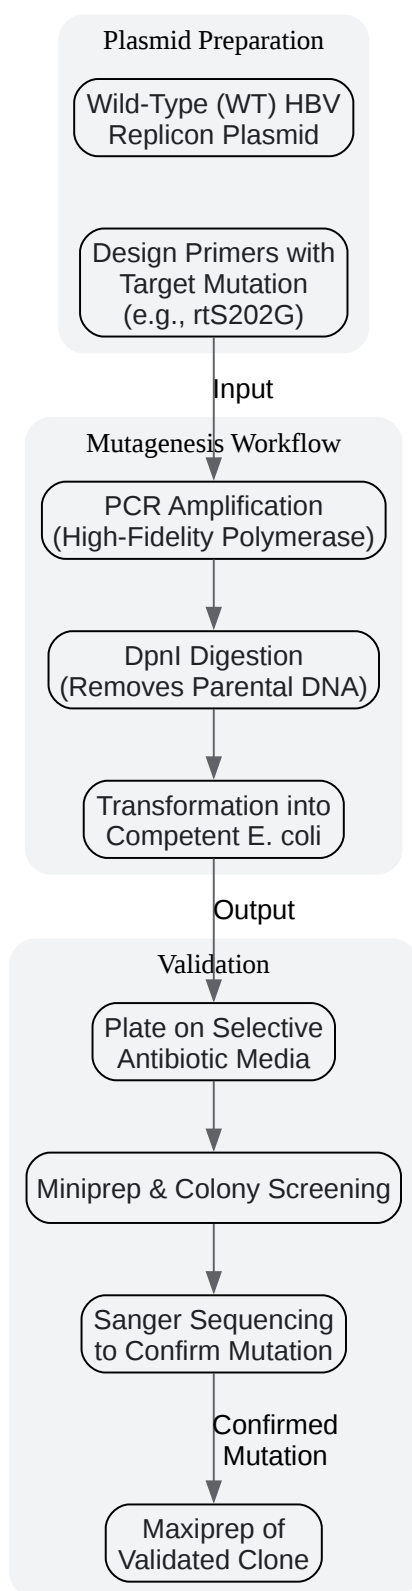 Plasmid Preparation
Wild-Type (WT) HBV
Replicon Plasmid
Design Primers with
Target Mutation
(e.g., rtS202G)
Input
Mutagenesis Workflow
PCR Amplification
(High-Fidelity Polymerase)
DpnI Digestion
(Removes Parental DNA)
Transformation into
Competent E. coli
Output
Validation
Plate on Selective
Antibiotic Media
Miniprep & Colony Screening
Sanger Sequencing
to Confirm Mutation
Confirmed
Mutation
Maxiprep of
Validated Clone